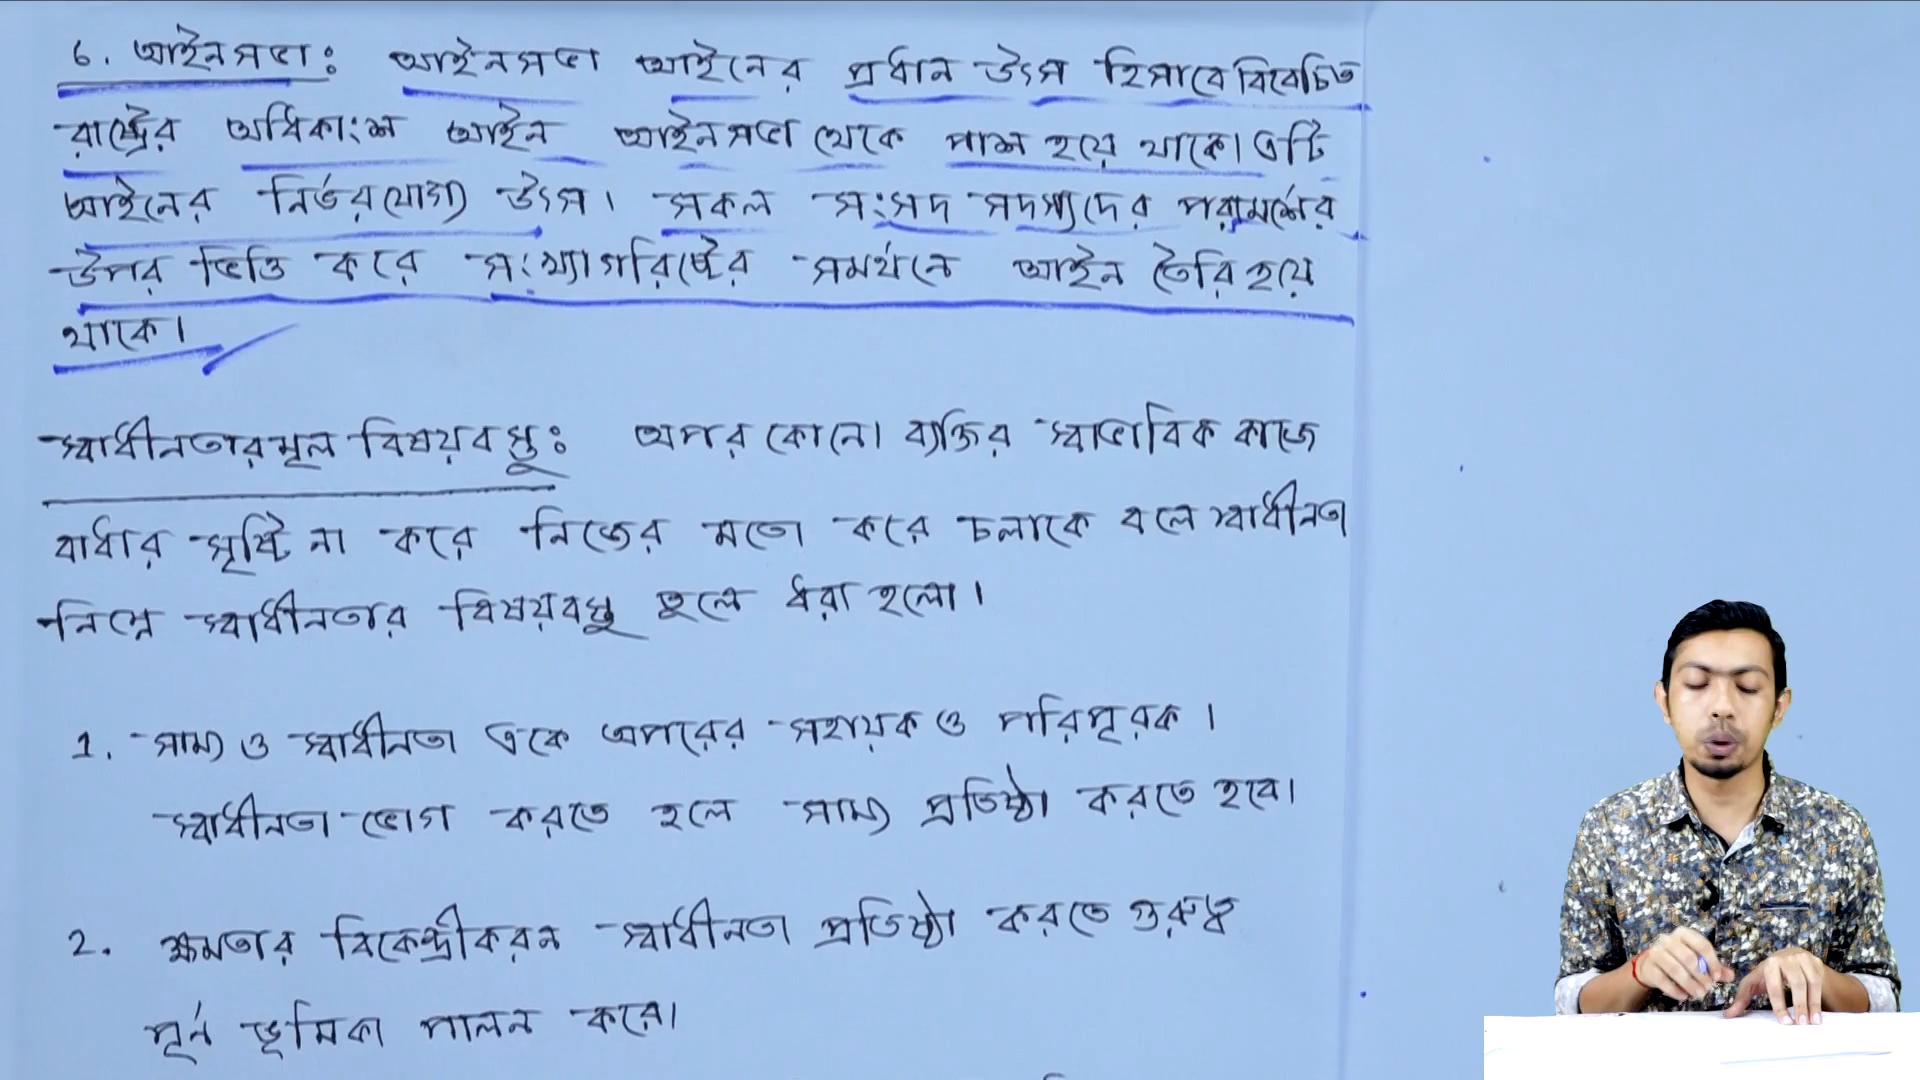 6. আইনসভা: আইনসভা আইনের প্রধান উৎস হিসাবে বিবেচিত
রাষ্ট্রের অধিকাংশ আইন আইনসভা থেকে পাশ হয়ে থাকে। এটি
আইনের নির্ভরযোগ্য উৎস। সকল সংসদ সদস্যদের পরামর্শের
উপর ভিত্তি করে সংখ্যাগরিষ্ঠের সমর্থনে আইন তৈরি হয়ে
থাকে।
স্বাধীনতার মূল বিষয়বস্তু: অপর কোনো ব্যক্তির স্বাভাবিক কাজে
বাধার সৃষ্টি না করে নিজের মতো করে চলাকে বলে স্বাধীনতা
নিম্নে স্বাধীনতার বিষয়বস্তু তুলে ধরা হলো।
1. সাম্য ও স্বাধীনতা একে অপরের সহায়ক ও পরিপূরক।
স্বাধীনতা ভোগ করতে হলে সাম্য প্রতিষ্ঠা করতে হবে।
2. ক্ষমতার বিকেন্দ্রীকরন স্বাধীনতা প্রতিষ্ঠা করতে গুরুত্ব
পূর্ন ভূমিকা পালন করে।